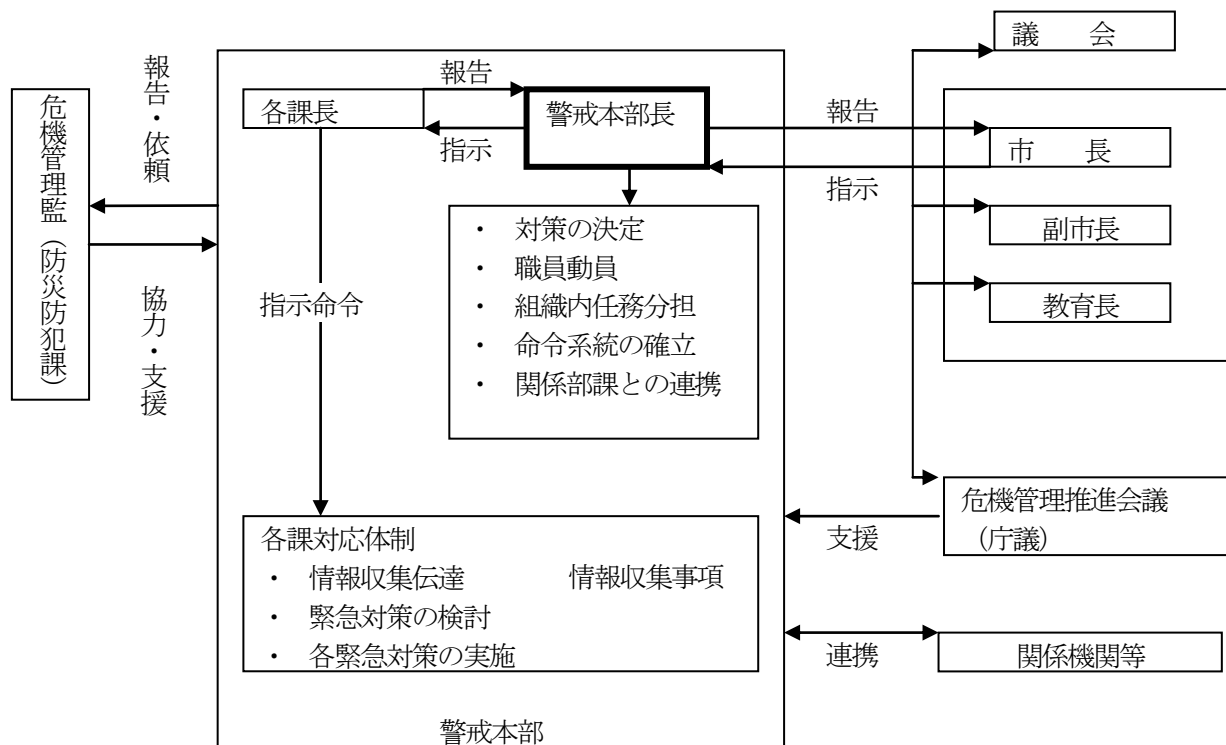 議　　会
報告・依頼
報告
危機管理監（防災防犯課）
各課長
警戒本部長
報告
指示
市　　長
指示
・　対策の決定
副市長
・　職員動員
協力・支援
指示命令
・　組織内任務分担
教育長
・　命令系統の確立
・　関係部課との連携
危機管理推進会議
（庁議）
支援
各課対応体制
・　情報収集伝達　　　　情報収集事項
・　緊急対策の検討
・　各緊急対策の実施
連携
関係機関等
警戒本部